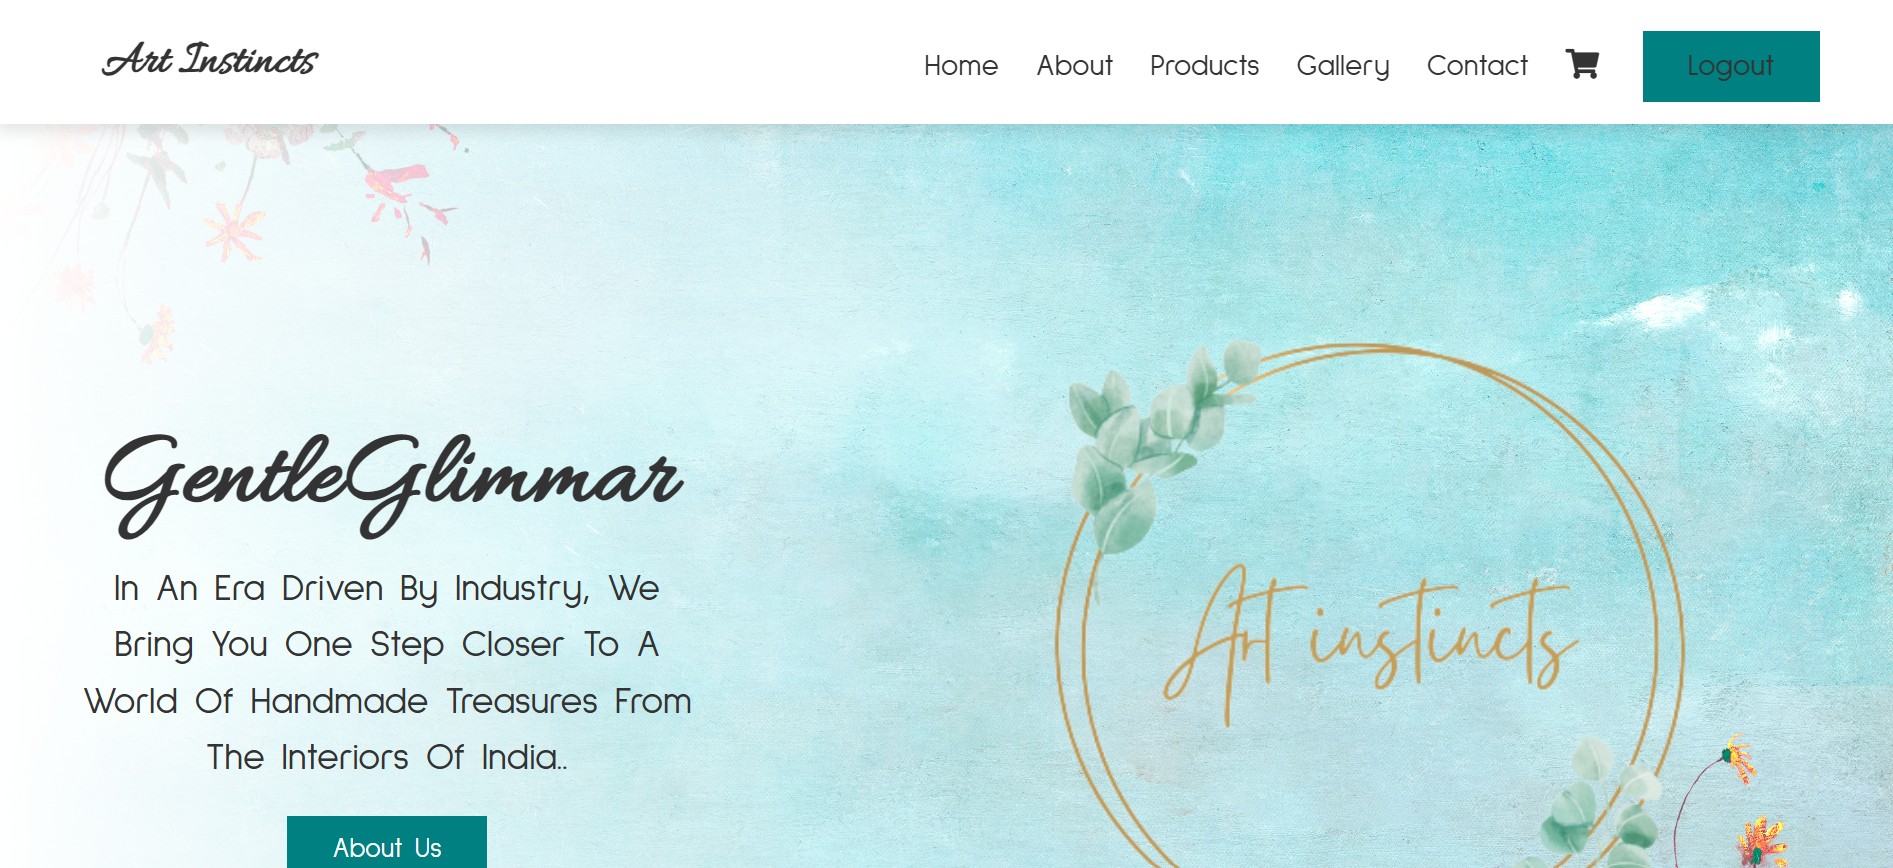 Art Instincts
Home About Products Gallery Contact Logout
GentleGlimmar
In An Era Driven By Industry, We
Bring You One Step Closer To A
World Of Handmade Treasures From
The Interiors Of India..
About Us
Art instincts